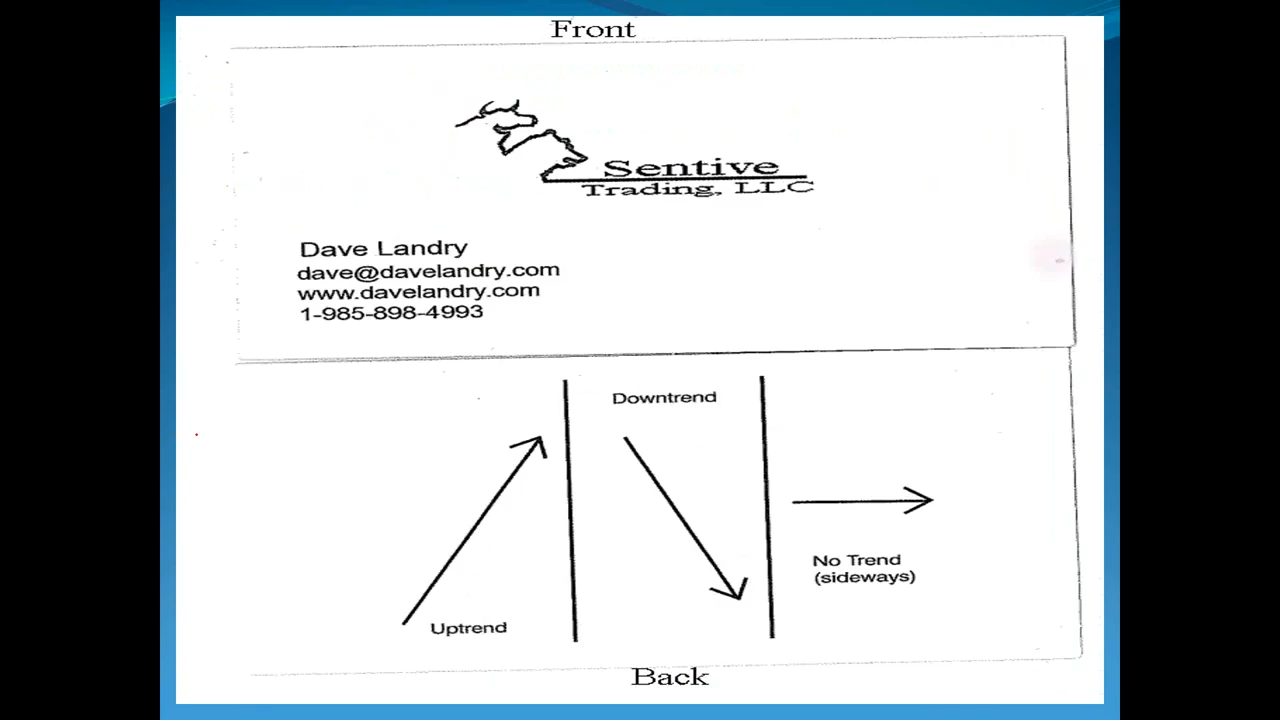 Front
Sentive
Trading, LLC
Dave Landry
dave@davelandry.com
www.davelandry.com
1-985-898-4993
Downtrend
No Trend
(sideways)
Uptrend
Back